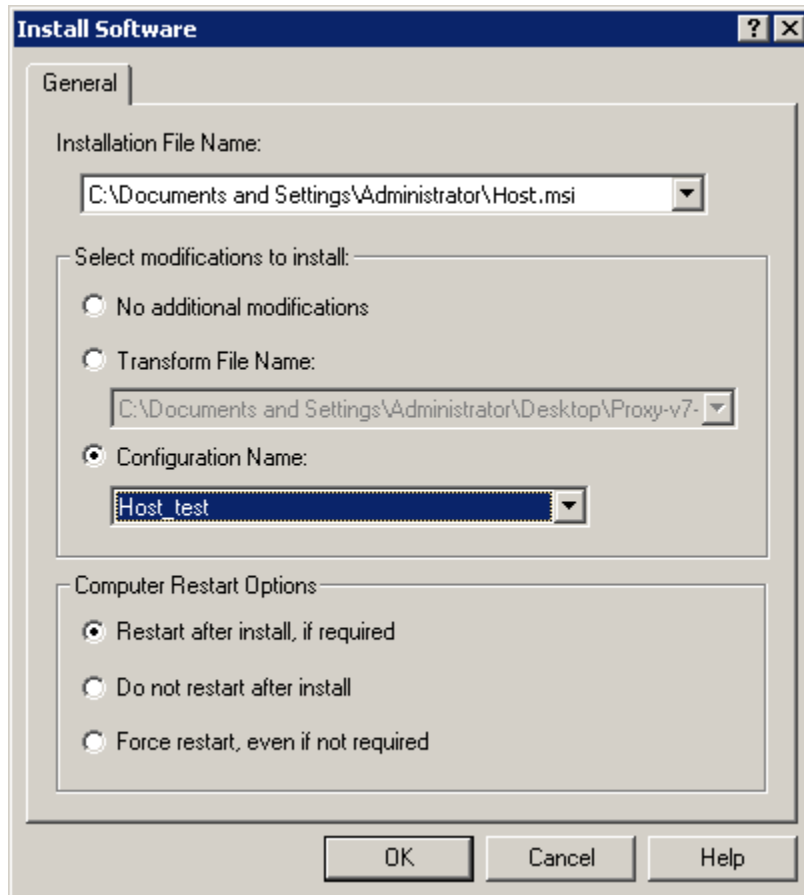 Install Software
General
Installation File Name:
C:\Documents and Settings\Administrator\Host.msi
Select modifications to install:
No additional modifications
Transform File Name:
C:\Documents and Settings\Administrator\Desktop\Proxy-v7-
Configuration Name:
Host_test
Computer Restart Options
Restart after install, if required
Do not restart after install
Force restart, even if not required
OK Cancel Help